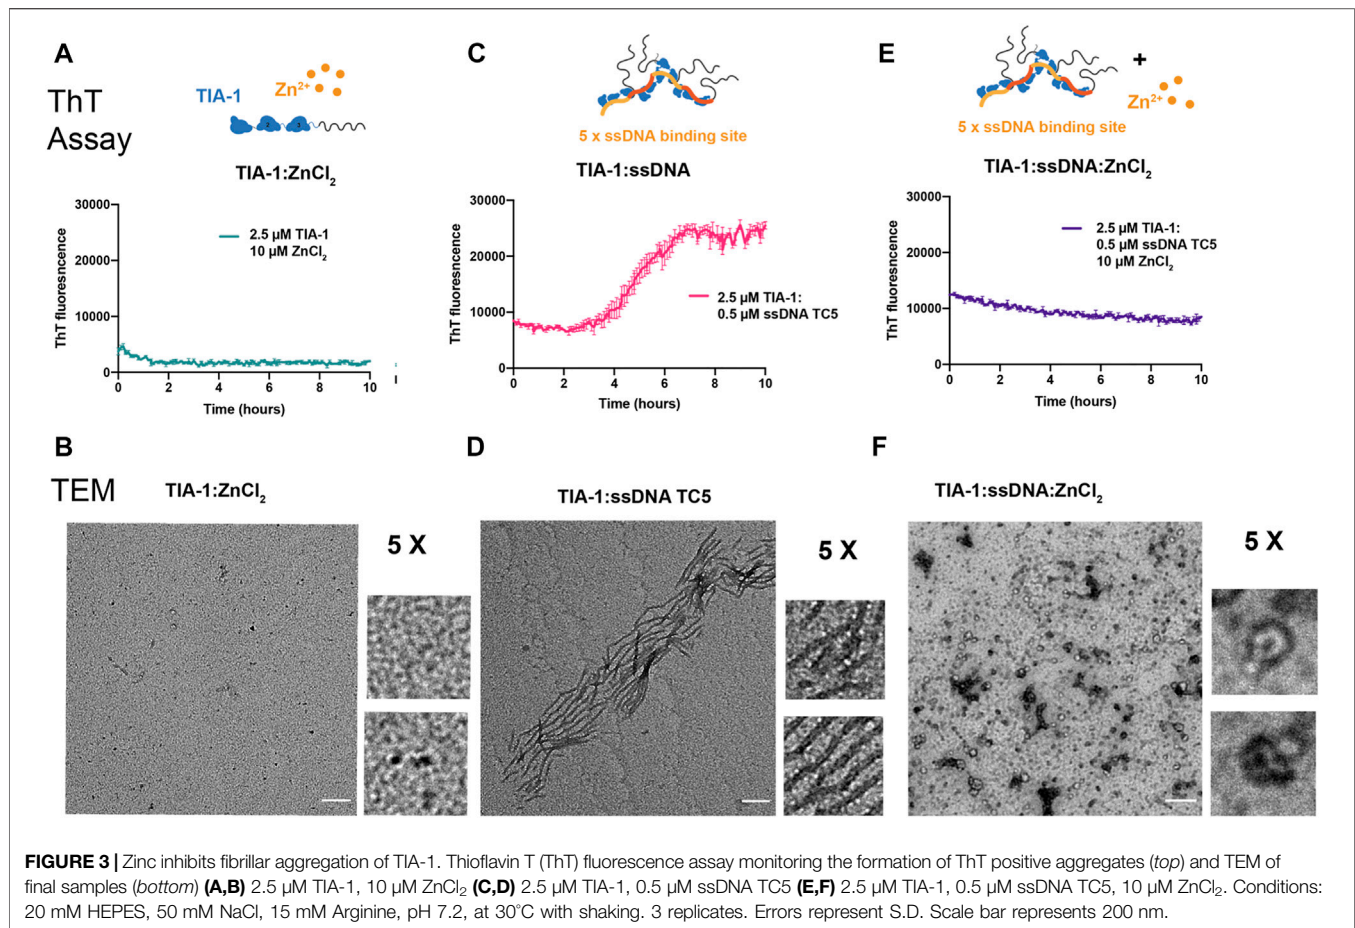 A
ThT
Assay
TIA-1
Zn2+
2
3
TIA-1:ZnCl2
30000
20000
10000
0
ThT fluoresncence
2.5 µM TIA-1
10 µM ZnCl2
0 2 4 6 8 10
Time (hours)
C
5 x ssDNA binding site
TIA-1:ssDNA
30000
20000
10000
0
ThT fluoresncence
2.5 µM TIA-1:
0.5 µM ssDNA TC5
0 2 4 6 8 10
Time (hours)
E
+
Zn2+
5 x ssDNA binding site
TIA-1:ssDNA:ZnCl2
30000
20000
10000
0
ThT fluoresncence
2.5 µM TIA-1:
0.5 µM ssDNA TC5
10 µM ZnCl2
0 2 4 6 8 10
Time (hours)
B
TEM
TIA-1:ZnCl2
5 X
D
TIA-1:ssDNA TC5
5 X
F
TIA-1:ssDNA:ZnCl2
5 X
FIGURE 3 | Zinc inhibits fibrillar aggregation of TIA-1. Thioflavin T (ThT) fluorescence assay monitoring the formation of ThT positive aggregates (top) and TEM of
final samples (bottom) (A,B) 2.5 µM TIA-1, 10 µM ZnCl2 (C,D) 2.5 µM TIA-1, 0.5 µM ssDNA TC5 (E,F) 2.5 µM TIA-1, 0.5 µM ssDNA TC5, 10 µM ZnCl2. Conditions:
20 mM HEPES, 50 mM NaCl, 15 mM Arginine, pH 7.2, at 30°C with shaking. 3 replicates. Errors represent S.D. Scale bar represents 200 nm.